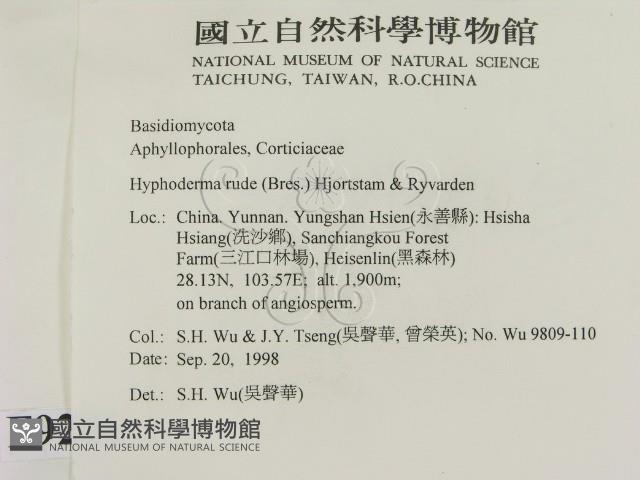 國立自然科學博物館
NATIONAL MUSEUM OF NATURAL SCIENCE
TAICHUNG, TAIWAN, R.O.CHINA
Basidiomycota
Aphyllophorales, Corticiaceae
Hyphoderma rude (Bres.) Hjortstam & Ryvarden
Loc.: China. Yunnan. Yungshan Hsien(永善縣): Hsisha
Hsiang(洗沙鄉), Sanchiangkou Forest
Farm(三江口林場), Heisenlin(黑森林)
28.13N, 103.57E; alt. 1,900m;
on branch of angiosperm.
Col.: S.H. Wu & J.Y. Tseng(吳聲華, 曾榮英); No. Wu 9809-110
Date: Sep. 20, 1998
Det.: S.H. Wu(吳聲華)
國立自然科學博物館
NATIONAL MUSEUM OF NATURAL SCIENCE